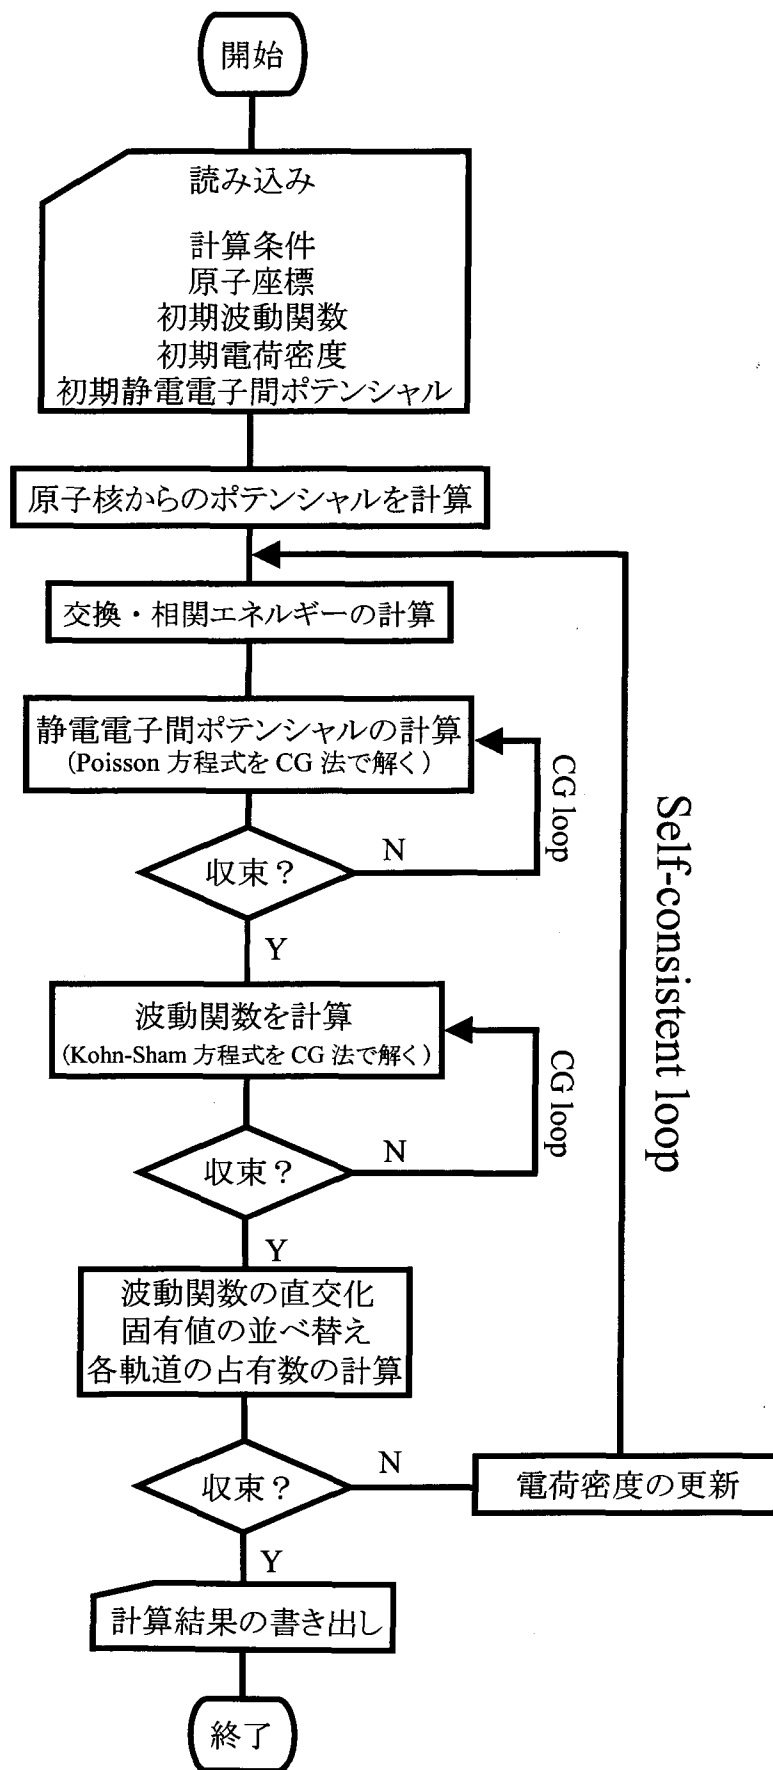 開始
読み込み
計算条件
原子座標
初期波動関数
初期電荷密度
初期静電電子間ポテンシャル
原子核からのポテンシャルを計算
交換・相関エネルギーの計算
静電電子間ポテンシャルの計算
（Poisson 方程式を CG 法で解く）
CG loop
収束？
N
Y
波動関数を計算
（Kohn-Sham 方程式を CG 法で解く）
CG loop
収束？
N
Y
Self-consistent loop
波動関数の直交化
固有値の並べ替え
各軌道の占有数の計算
収束？
N
電荷密度の更新
Y
計算結果の書き出し
終了